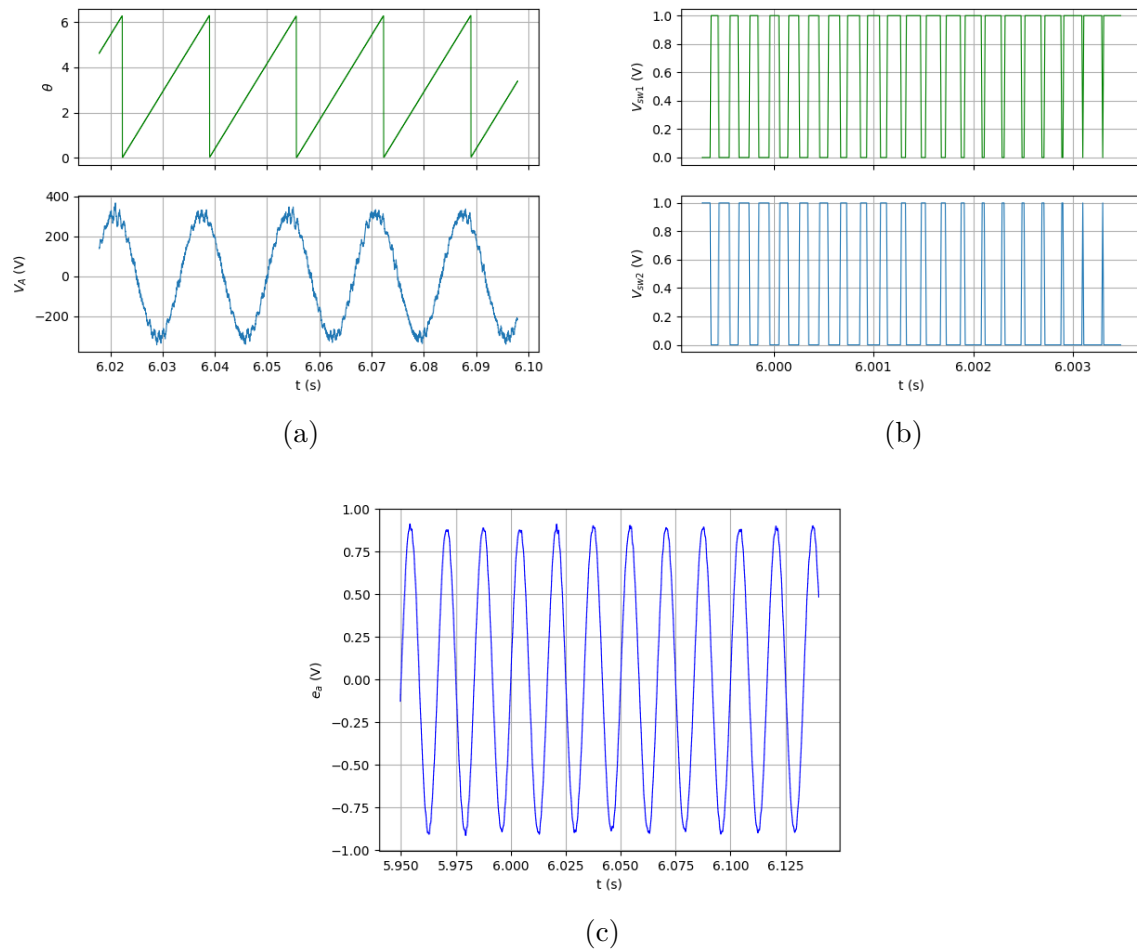 6
4
2
0
θ
400
200
0
−200
V_A (V)
6.02 6.03 6.04 6.05 6.06 6.07 6.08 6.09 6.10
t (s)
(a)
1.0
0.8
0.6
0.4
0.2
0.0
V_{sw1} (V)
1.0
0.8
0.6
0.4
0.2
0.0
V_{sw2} (V)
6.000 6.001 6.002 6.003
t (s)
(b)
1.00
0.75
0.50
0.25
0.00
−0.25
−0.50
−0.75
−1.00
e_a (V)
5.950 5.975 6.000 6.025 6.050 6.075 6.100 6.125
t (s)
(c)